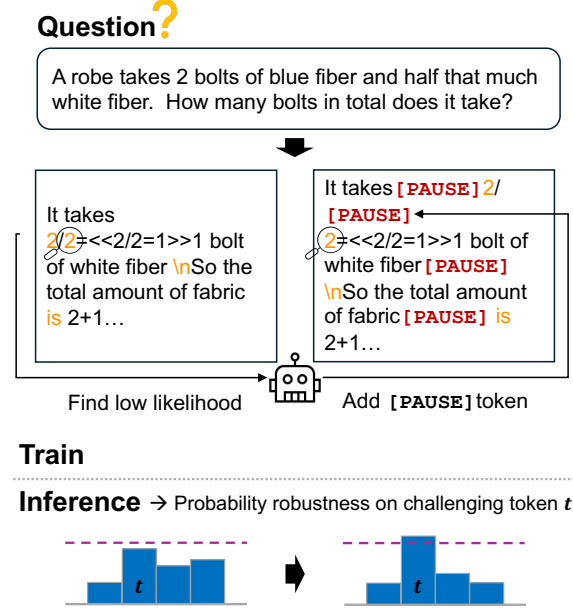 Question?
A robe takes 2 bolts of blue fiber and half that much
white fiber. How many bolts in total does it take?
It takes
2/2=<<2/2=1>>1 bolt
of white fiber \nSo the
total amount of fabric
is 2+1…
It takes[PAUSE]2/
[PAUSE]
2=<<2/2=1>>1 bolt of
white fiber[PAUSE]
\nSo the total amount
of fabric[PAUSE] is
2+1…
Find low likelihood
Add [PAUSE]token
Train
Inference → Probability robustness on challenging token t
t
t